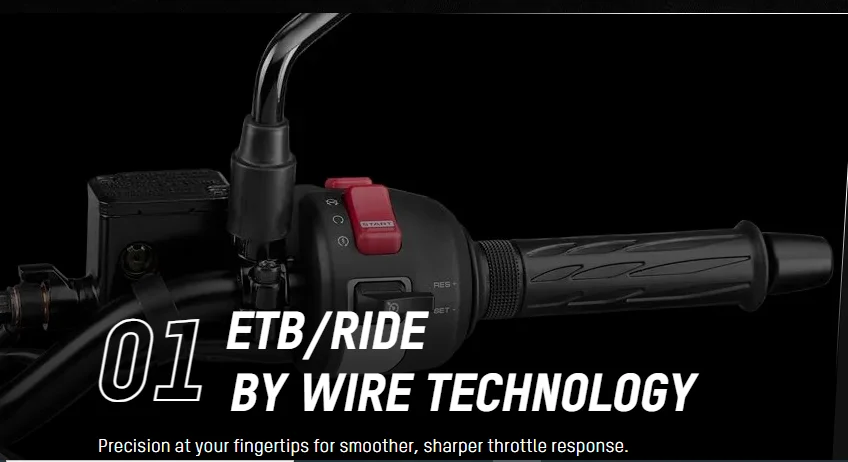 START
RES
SET
01
ETB/RIDE
BY WIRE TECHNOLOGY
Precision at your fingertips for smoother, sharper throttle response.